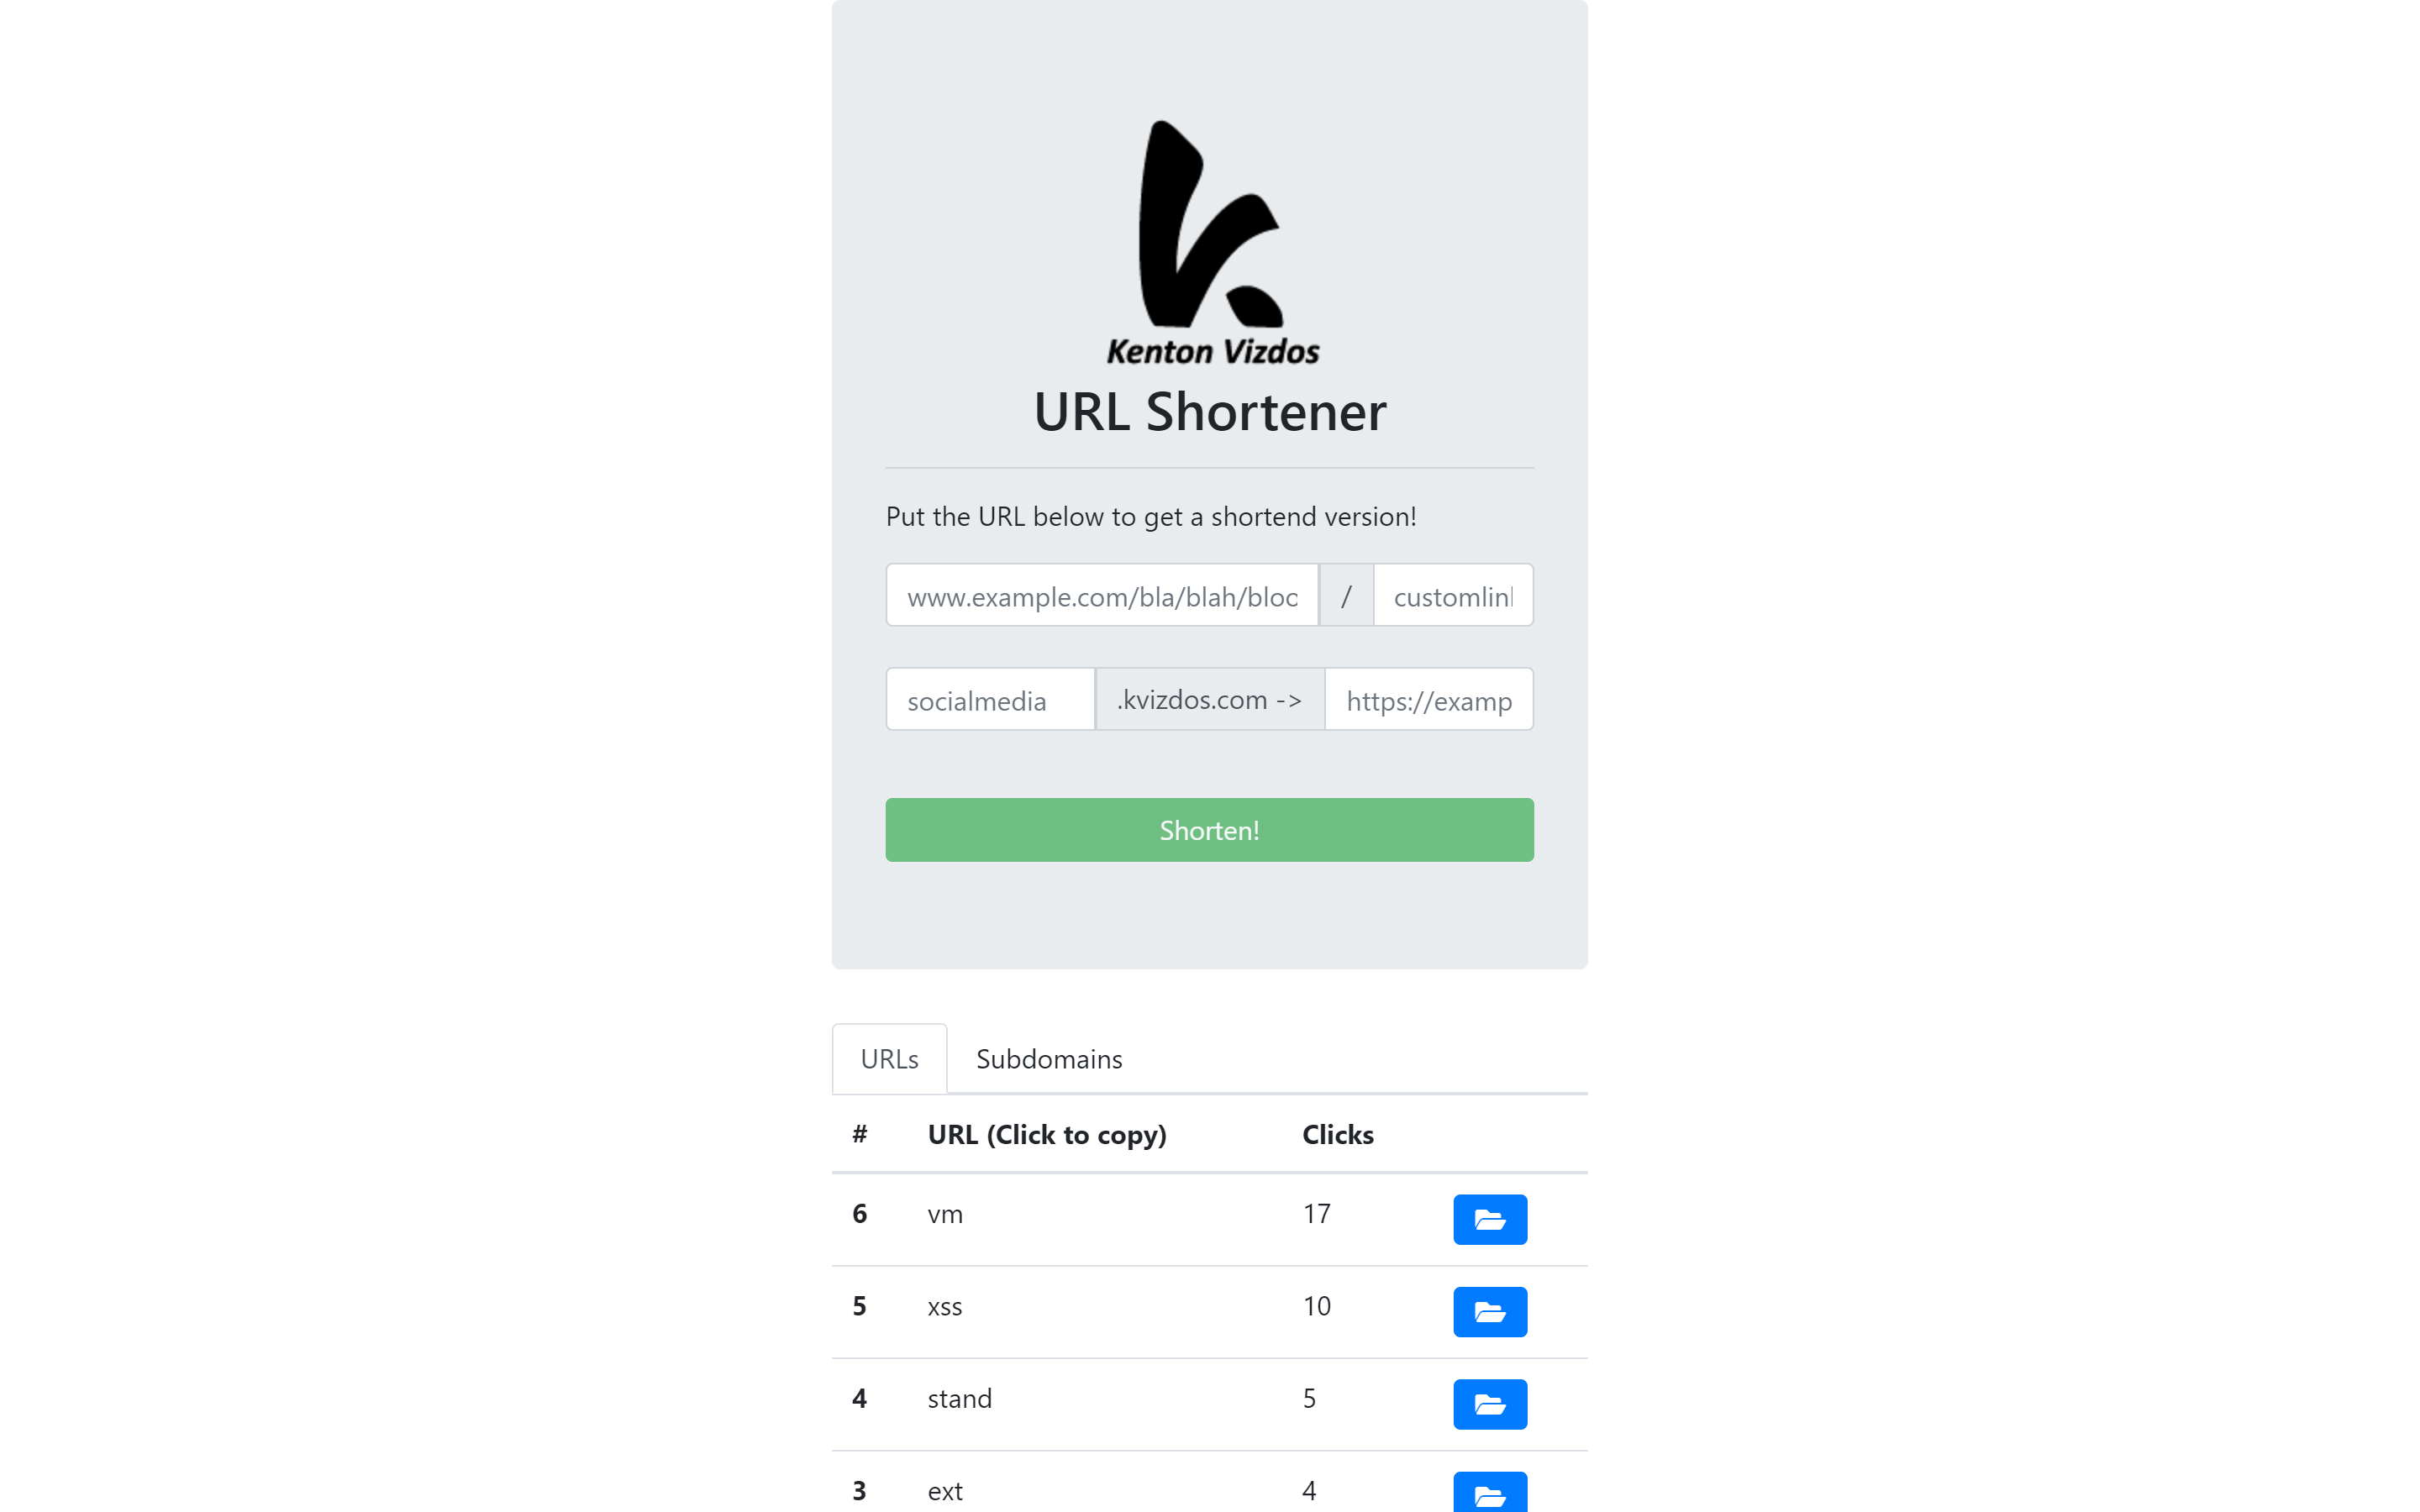 Kenton Vizdos
URL Shortener
Put the URL below to get a shortend version!
www.example.com/bla/blah/bloo / customlin
socialmedia .kvizdos.com -> https://examp
Shorten!
URLs Subdomains
# URL (Click to copy) Clicks
6 vm 17
5 xss 10
4 stand 5
3 ext 4